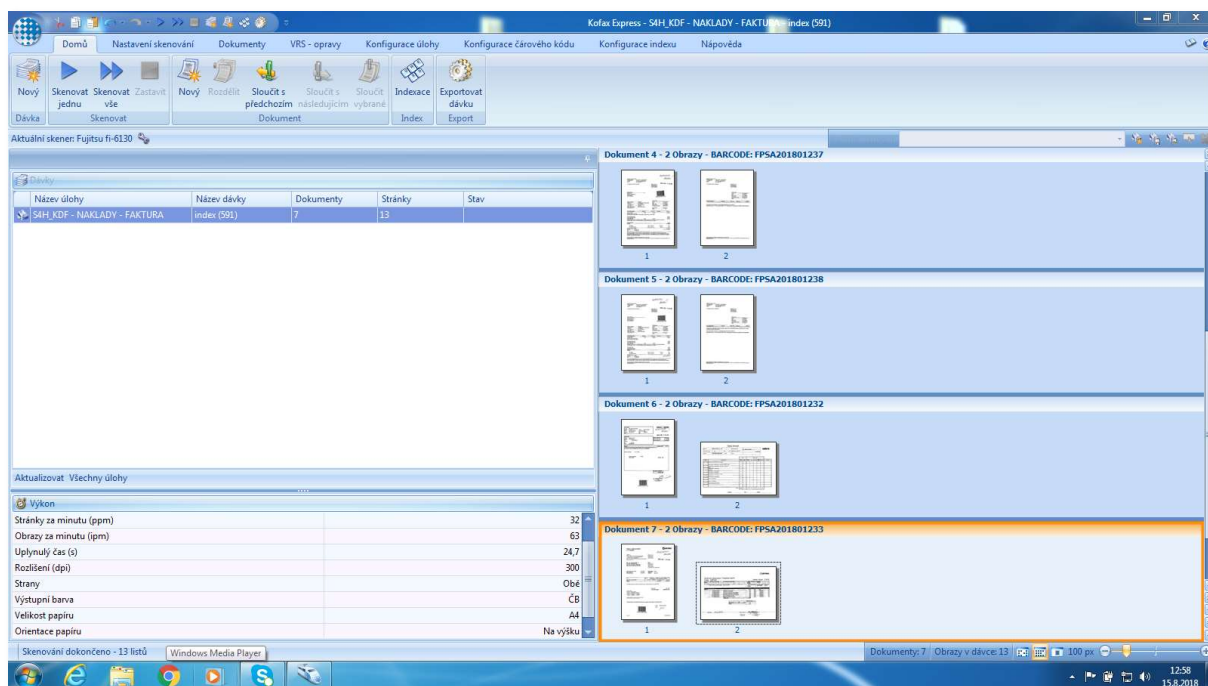 Kofax Express - S4H_KDF - NAKLADY - FAKTU - index (591)
Domů Nastavení skenování Dokumenty VRS - opravy Konfigurace úlohy Konfigurace čárového kódu Konfigurace indexu Nápověda
Nový Skenovat jednu Skenovat vše Zastavit Nový Rozdělit Sloučit s předchozím Sloučit s následujícím Sloučit vybrané Indexace Exportovat dávku
Dávka Skenovat Dokument Index Export
Aktuální skener: Fujitsu fi-6130
Dávky
Název úlohy Název dávky Dokumenty Stránky Stav
S4H_KDF - NAKLADY - FAKTURA index (591) 7 13
Aktualizovat Všechny úlohy
Výkon
Stránky za minutu (ppm) 32
Obrazy za minutu (ipm) 63
Uplynulý čas (s) 24,7
Rozlišení (dpi) 300
Strany Obě
Výstupní barva ČB
Velikost papíru A4
Orientace papíru Na výšku
Dokument 4 - 2 Obrazy - BARCODE: FPSA201801237
1 2
Dokument 5 - 2 Obrazy - BARCODE: FPSA201801238
1 2
Dokument 6 - 2 Obrazy - BARCODE: FPSA201801232
1 2
Dokument 7 - 2 Obrazy - BARCODE: FPSA201801233
1 2
Skenování dokončeno - 13 listů
Windows Media Player
Dokumenty: 7 Obrazy v dávce: 13 100 px
12:58
15.8.2018